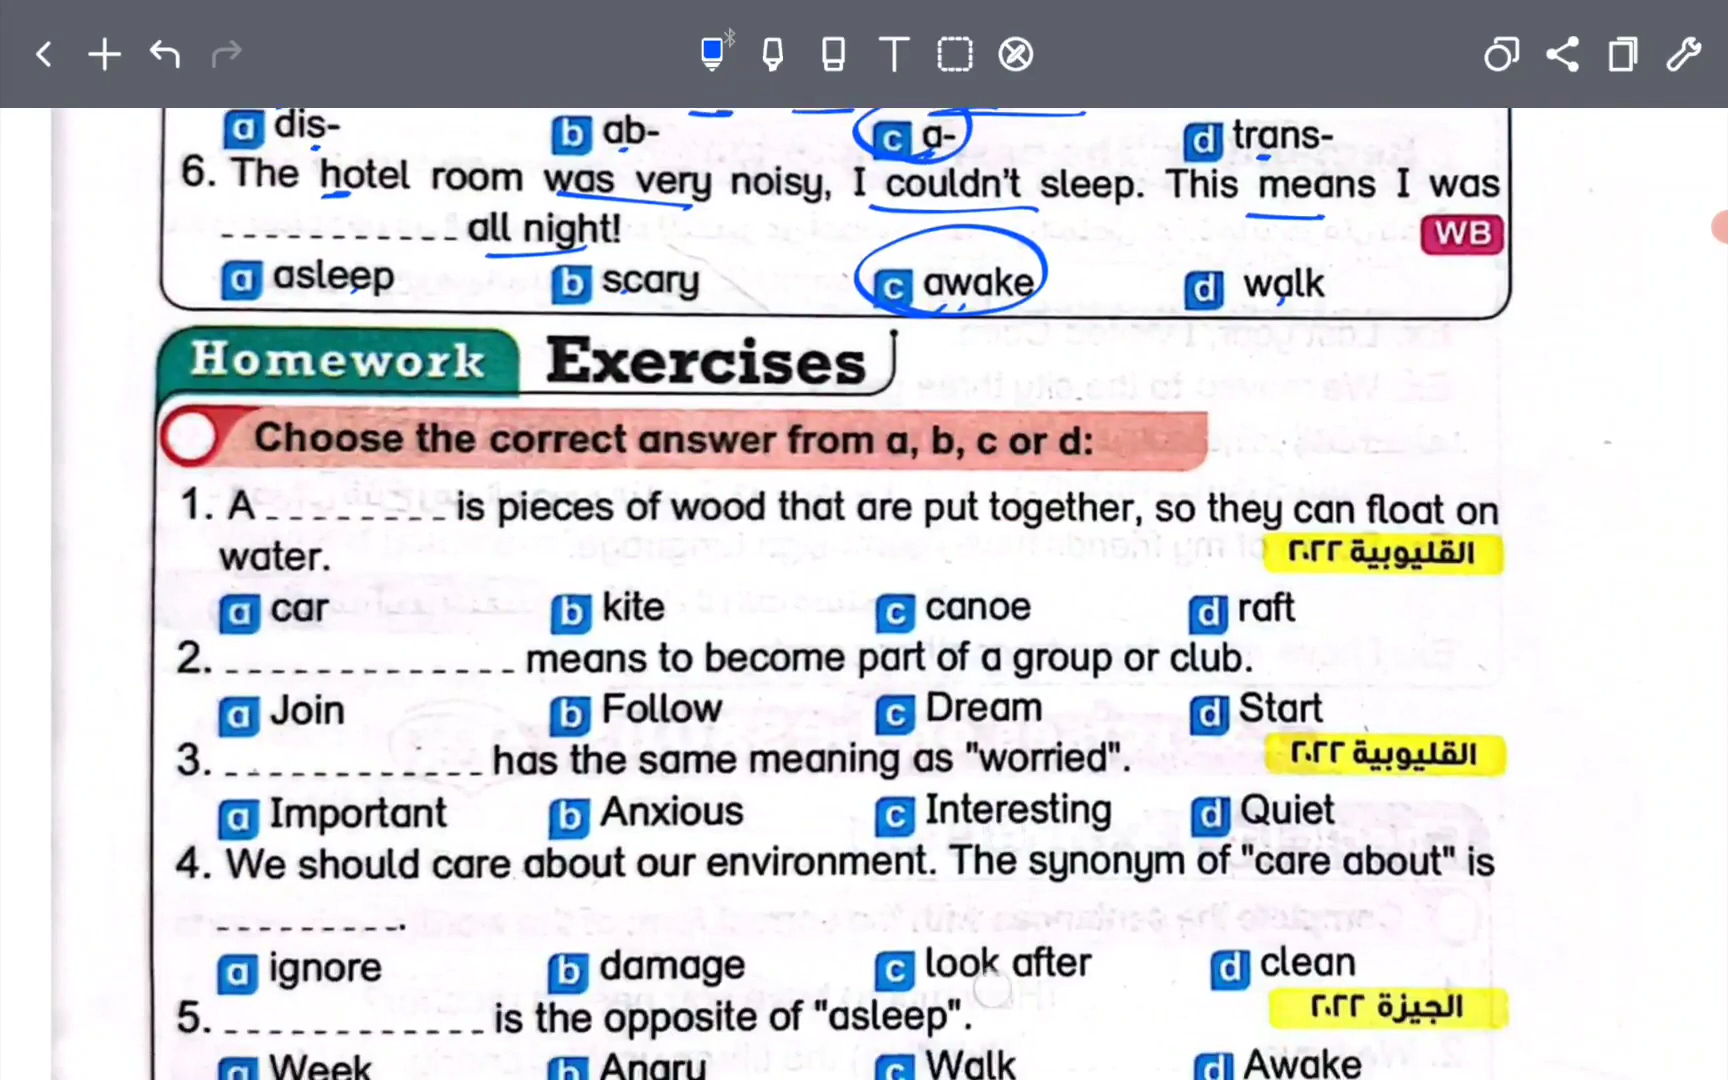 a dis- b ab- c a- d trans-
6. The hotel room was very noisy, I couldn't sleep. This means I was
------------ all night! WB
a asleep b scary c awake d walk
Homework Exercises
Choose the correct answer from a, b, c or d:
1. A -------- is pieces of wood that are put together, so they can float on
water. القليوبية ٢٠٢٢
a car b kite c canoe d raft
2. -------------- means to become part of a group or club.
a Join b Follow c Dream d Start
3. ------------- has the same meaning as "worried". القليوبية ٢٠٢٢
a Important b Anxious c Interesting d Quiet
4. We should care about our environment. The synonym of "care about" is
---------.
a ignore b damage c look after d clean
5. ------------- is the opposite of "asleep". الجيزة ٢٠٢٢
a Week b Angry c Walk d Awake